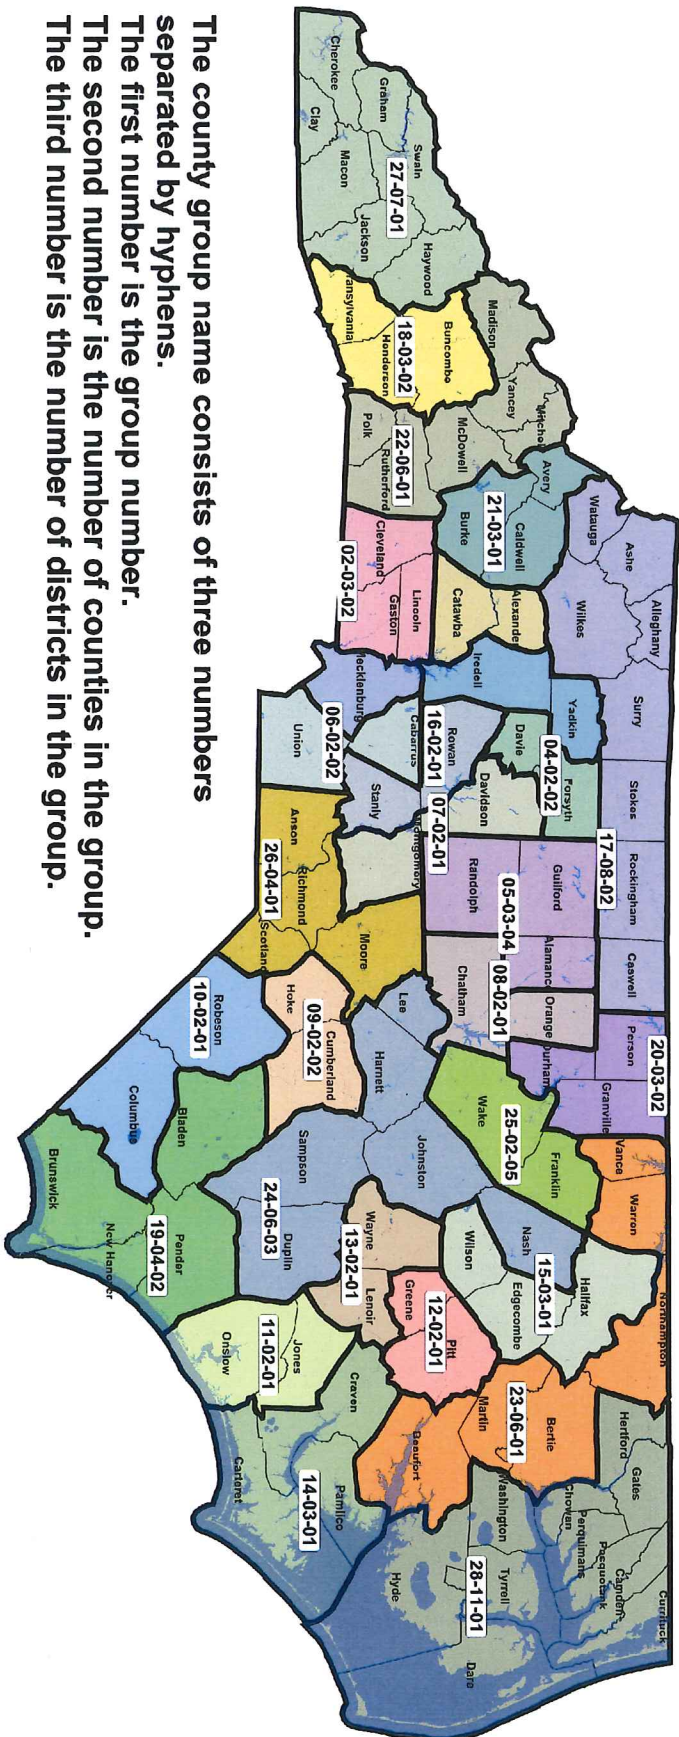 Cherokee
Graham
Clay
Swain
Macon
27-07-01
Jackson
Haywood
Transylvania
Buncombe
18-03-02
Henderson
Madison
Yancey
Mitchell
McDowell
22-06-01
Polk
Rutherford
Avery
Caldwell
21-03-01
Burke
Cleveland
02-03-02
Lincoln
Gaston
Alexander
Catawba
Watauga
Ashe
Alleghany
Wilkes
Surry
Stokes
Rockingham
Caswell
17-08-02
Iredell
Yadkin
Davie
Forsyth
04-02-02
Mecklenburg
Union
06-02-02
Cabarrus
Rowan
16-02-01
Stanly
Davidson
07-02-01
Montgomery
Guilford
Randolph
05-03-04
Alamance
Orange
08-02-01
Chatham
Person
20-03-02
Durham
Granville
Anson
Richmond
26-04-01
Scotland
Moore
Hoke
Cumberland
09-02-02
Robeson
10-02-01
Columbus
Lee
Harnett
Johnston
Sampson
24-06-03
Duplin
Nash
Wake
25-02-05
Franklin
Vance
Warren
Northampton
Halifax
15-03-01
Wilson
Edgecombe
Wayne
13-02-01
Lenoir
Greene
12-02-01
Pitt
Bladen
Brunswick
New Hanover
19-04-02
Pender
Jones
11-02-01
Onslow
Craven
14-03-01
Pamlico
Carteret
Martin
23-06-01
Bertie
Beaufort
Hertford
Gates
Chowan
Perquimans
Pasquotank
Camden
Currituck
Washington
Tyrrell
28-11-01
Hyde
Dare
The county group name consists of three numbers
separated by hyphens.
The first number is the group number.
The second number is the number of counties in the group.
The third number is the number of districts in the group.